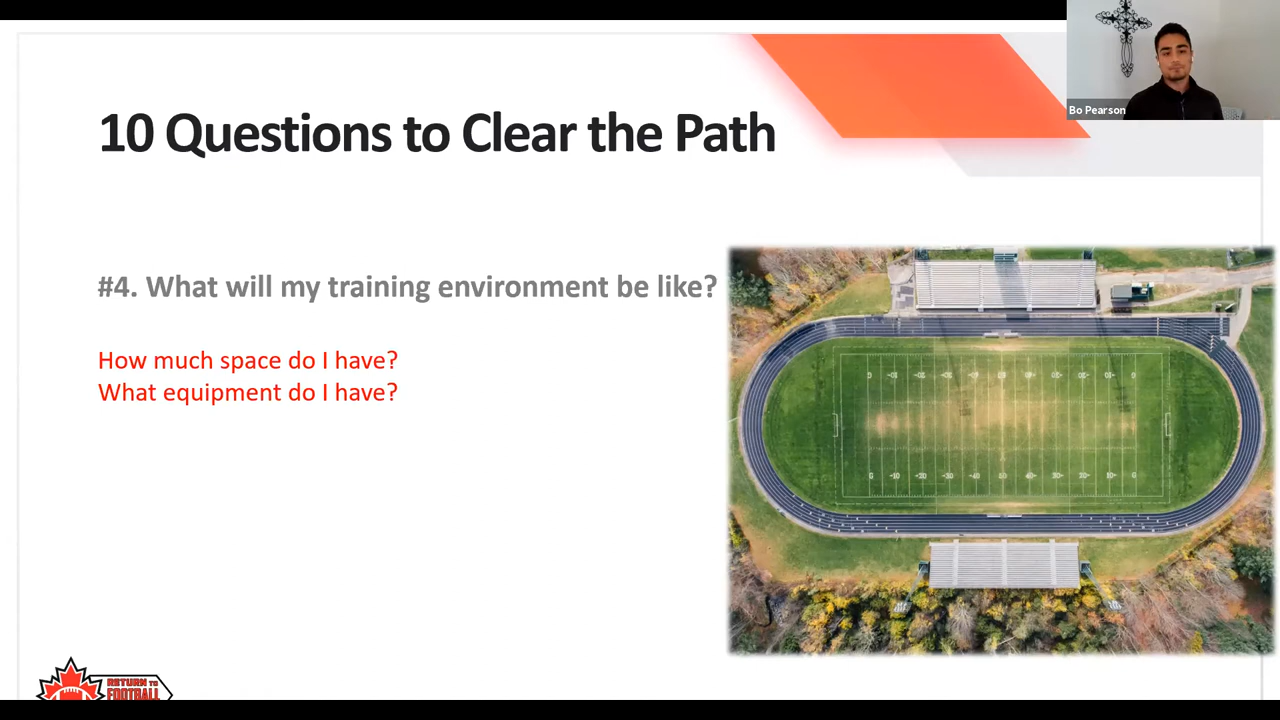 10 Questions to Clear the Path
Bo Pearson
#4. What will my training environment be like?
How much space do I have?
What equipment do I have?
RETURN TO
FOOTBALL